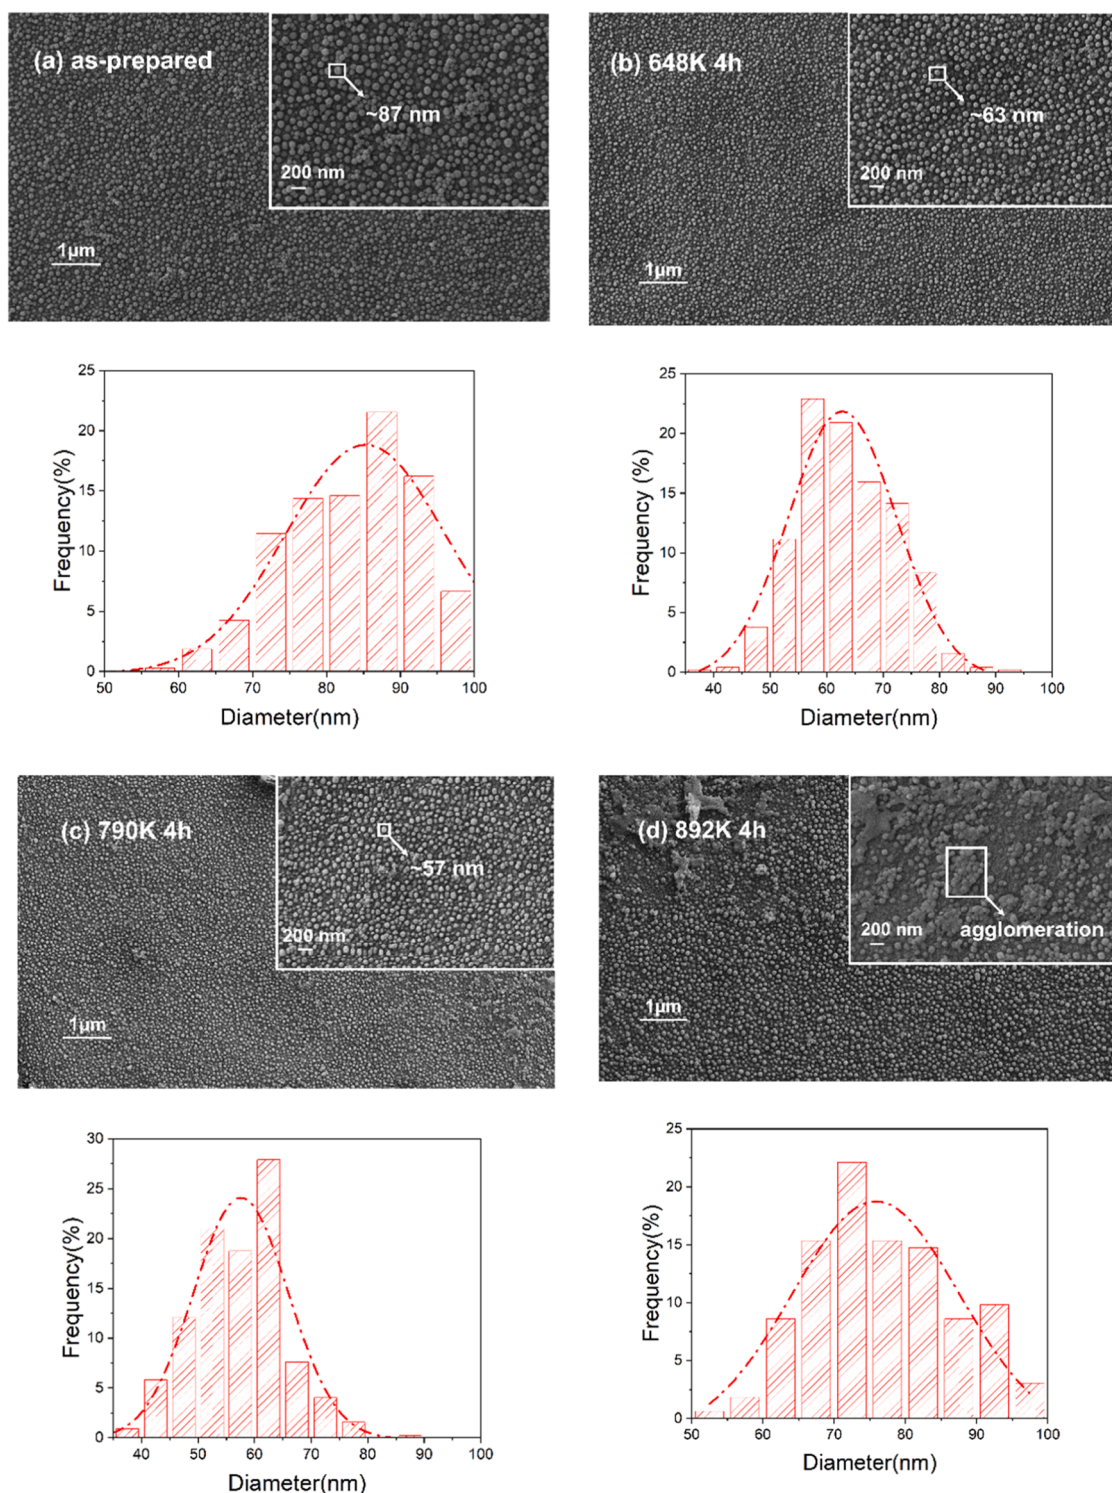 (a) as-prepared
~87 nm
200 nm
1μm
(b) 648K 4h
~63 nm
200 nm
1μm
25
20
15
10
5
0
Frequency(%)
50 60 70 80 90 100
Diameter(nm)
25
20
15
10
5
0
Frequency (%)
40 50 60 70 80 90 100
Diameter(nm)
(c) 790K 4h
~57 nm
200 nm
1μm
(d) 892K 4h
200 nm
agglomeration
1μm
30
25
20
15
10
5
0
Frequency(%)
40 50 60 70 80 90 100
Diameter(nm)
25
20
15
10
5
0
Frequency(%)
50 60 70 80 90 100
Diameter(nm)